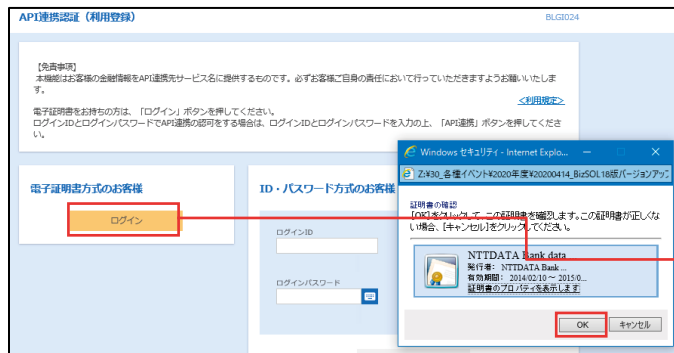 API連携認証（利用登録）
BLGI024
【免責事項】
本機能はお客様の金融情報をAPI連携先サービス名に提供するものです。必ずお客様ご自身の責任において行っていただきますようお願いいたしま
す。
<利用規定>
電子証明書をお持ちの方は、「ログイン」ボタンを押してください。
ログインIDとログインパスワードでAPI連携の認可をする場合は、ログインIDとログインパスワードを入力の上、「API連携」ボタンを押してくださ
い。
電子証明書方式のお客様
ログイン
ID・パスワード方式のお客様
ログインID
ログインパスワード
Windows セキュリティ - Internet Explo...
Z:¥30_各種イベント¥2020年度¥20200414_BizSOL18版バージョンアップ
証明書の確認
[OK]をクリックして、この証明書を確認します。この証明書が正しくな
い場合、[キャンセル]をクリックしてください。
NTTDATA Bank data
発行者: NTTDATA Bank ...
有効期間: 2014/02/10 ～ 2015/0...
証明書のプロパティを表示します
OK
キャンセル